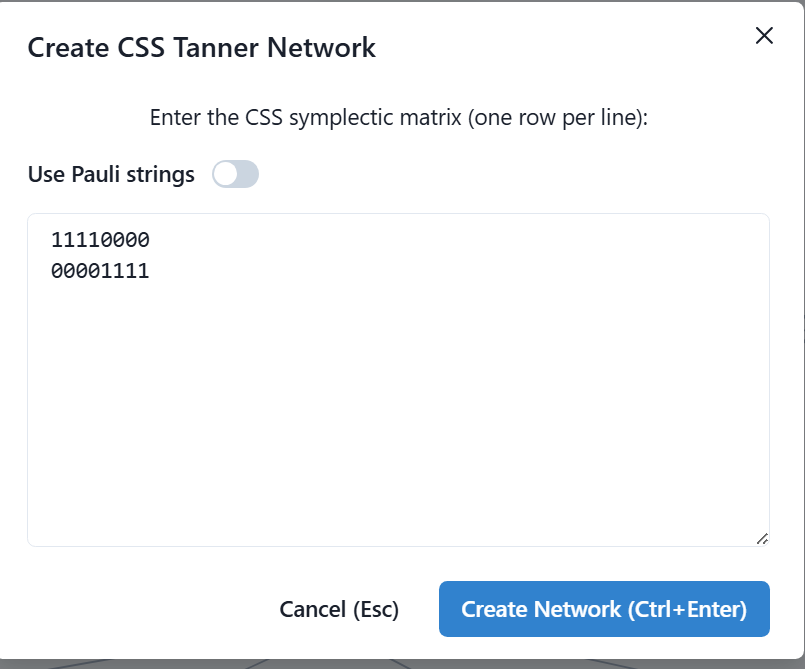 Create CSS Tanner Network
Enter the CSS symplectic matrix (one row per line):
Use Pauli strings
11110000
00001111
Cancel (Esc)
Create Network (Ctrl+Enter)